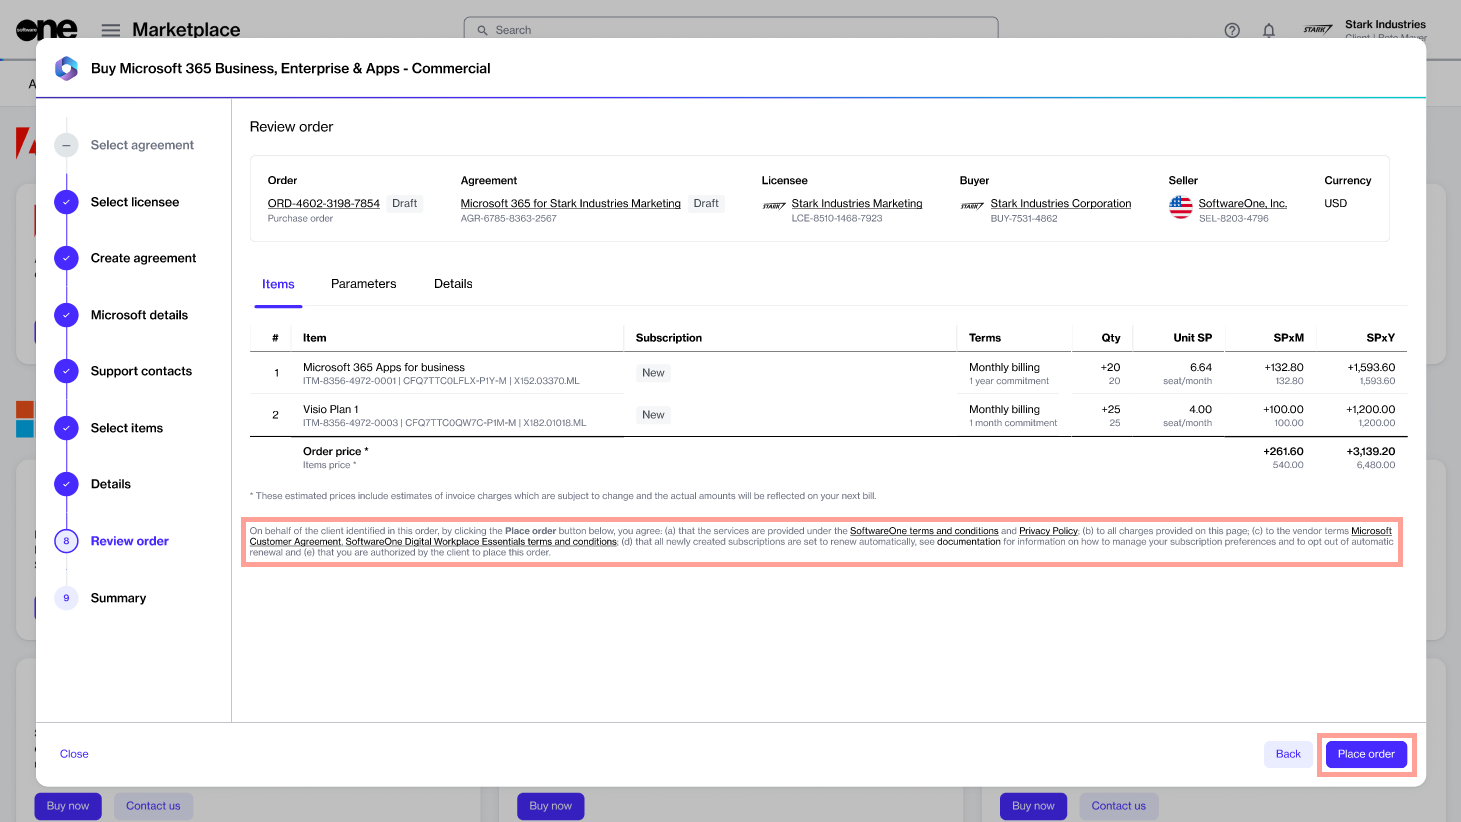 software one
Marketplace
Search
Stark Industries
STARK
Buy Microsoft 365 Business, Enterprise & Apps - Commercial
Select agreement
Select licensee
Create agreement
Microsoft details
Support contacts
Select items
Details
8 Review order
9 Summary
Review order
Order Agreement Licensee Buyer Seller Currency
ORD-4602-3198-7854 Draft Microsoft 365 for Stark Industries Marketing Draft STARK Stark Industries Marketing STARK Stark Industries Corporation SoftwareOne, Inc. USD
Purchase order AGR-6785-8363-2567 LCE-8510-1468-7923 BUY-7531-4862 SEL-8203-4796
Items Parameters Details
# Item Subscription Terms Qty Unit SP SPxM SPxY
1 Microsoft 365 Apps for business New Monthly billing +20 6.64 +132.80 +1,593.60
ITM-8356-4972-0001 | CFQ7TTC0LFLX-P1Y-M | X152.03370.ML 1 year commitment 20 seat/month 132.80 1,593.60
2 Visio Plan 1 New Monthly billing +25 4.00 +100.00 +1,200.00
ITM-8356-4972-0003 | CFQ7TTC0QW7C-P1M-M | X182.01018.ML 1 month commitment 25 seat/month 100.00 1,200.00
Order price * +261.60 +3,139.20
Items price * 540.00 6,480.00
* These estimated prices include estimates of invoice charges which are subject to change and the actual amounts will be reflected on your next bill.
On behalf of the client identified in this order, by clicking the Place order button below, you agree: (a) that the services are provided under the SoftwareOne terms and conditions and Privacy Policy; (b) to all charges provided on this page; (c) to the vendor terms Microsoft
Customer Agreement, SoftwareOne Digital Workplace Essentials terms and conditions; (d) that all newly created subscriptions are set to renew automatically, see documentation for information on how to manage your subscription preferences and to opt out of automatic
renewal and (e) that you are authorized by the client to place this order.
Close Back Place order
Buy now Contact us Buy now Buy now Contact us